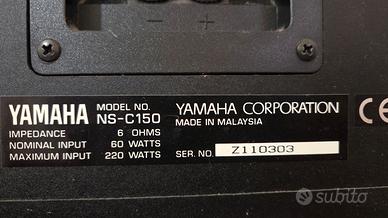 − +
YAMAHA MODEL NO. NS-C150 YAMAHA CORPORATION
MADE IN MALAYSIA
IMPEDANCE 6 OHMS
NOMINAL INPUT 60 WATTS
MAXIMUM INPUT 220 WATTS
SER. NO. Z110303
CE
subito